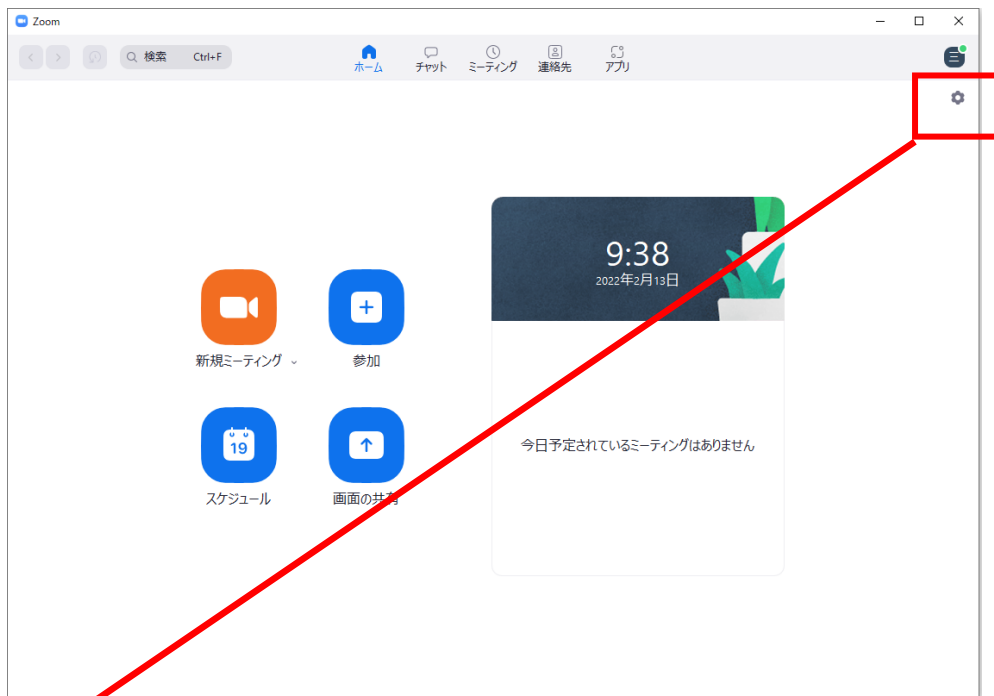 Zoom
検索 Ctrl+F
ホーム
チャット
ミーティング
連絡先
アプリ
9:38
2022年2月13日
新規ミーティング
参加
今日予定されているミーティングはありません
19
スケジュール
画面の共有